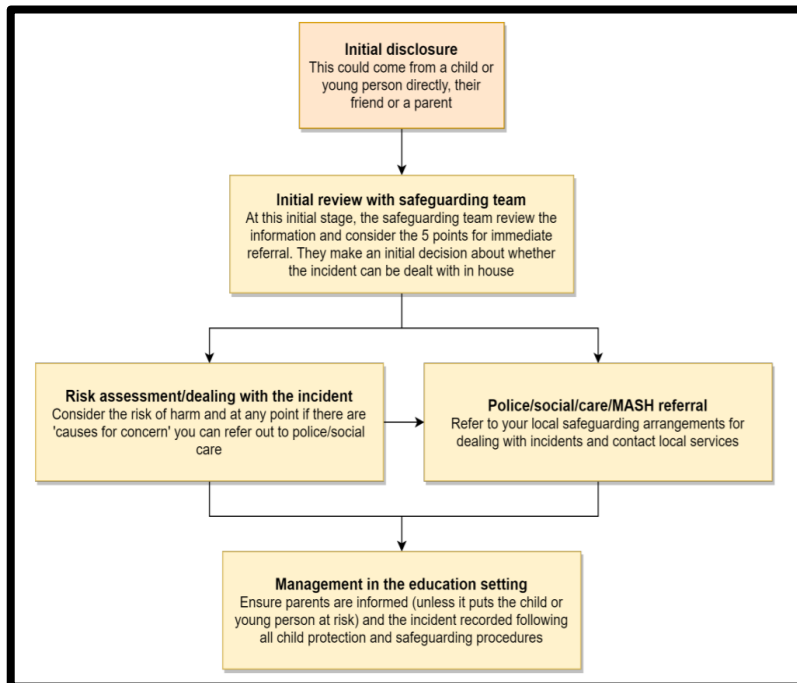 Initial disclosure
This could come from a child or
young person directly, their
friend or a parent
Initial review with safeguarding team
At this initial stage, the safeguarding team review the
information and consider the 5 points for immediate
referral. They make an initial decision about whether
the incident can be dealt with in house
Risk assessment/dealing with the incident
Consider the risk of harm and at any point if there are
'causes for concern' you can refer out to police/social
care
Police/social/care/MASH referral
Refer to your local safeguarding arrangements for
dealing with incidents and contact local services
Management in the education setting
Ensure parents are informed (unless it puts the child or
young person at risk) and the incident recorded following
all child protection and safeguarding procedures